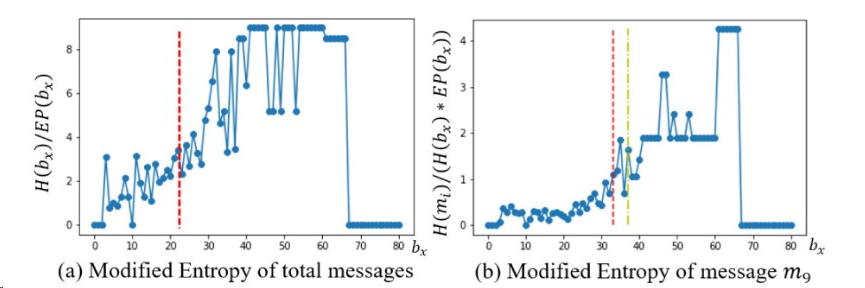 H(b_x)/EP(b_x)
8
6
4
2
0
0 10 20 30 40 50 60 70 80 b_x
(a) Modified Entropy of total messages
H(m_i)/(H(b_x) * EP(b_x))
4
3
2
1
0
0 10 20 30 40 50 60 70 80 b_x
(b) Modified Entropy of message m_9